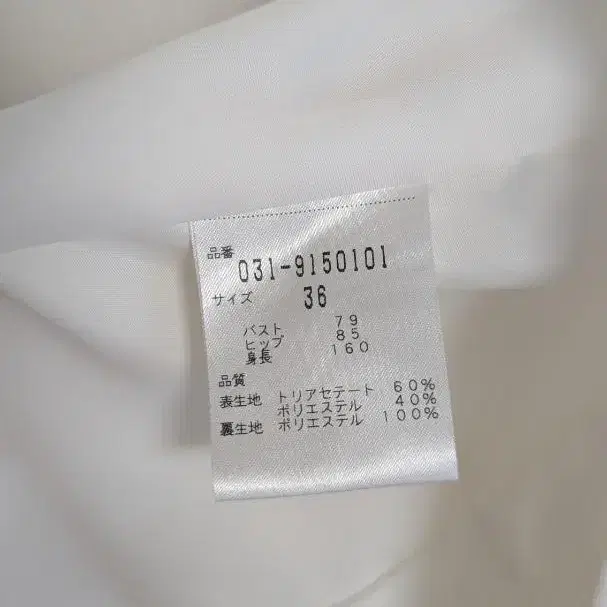 品番
031-9150101
サイズ 36
バスト 79
ヒップ 85
身長 160
品質
表生地 トリアセテート 60%
ポリエステル 40%
裏生地 ポリエステル 100%